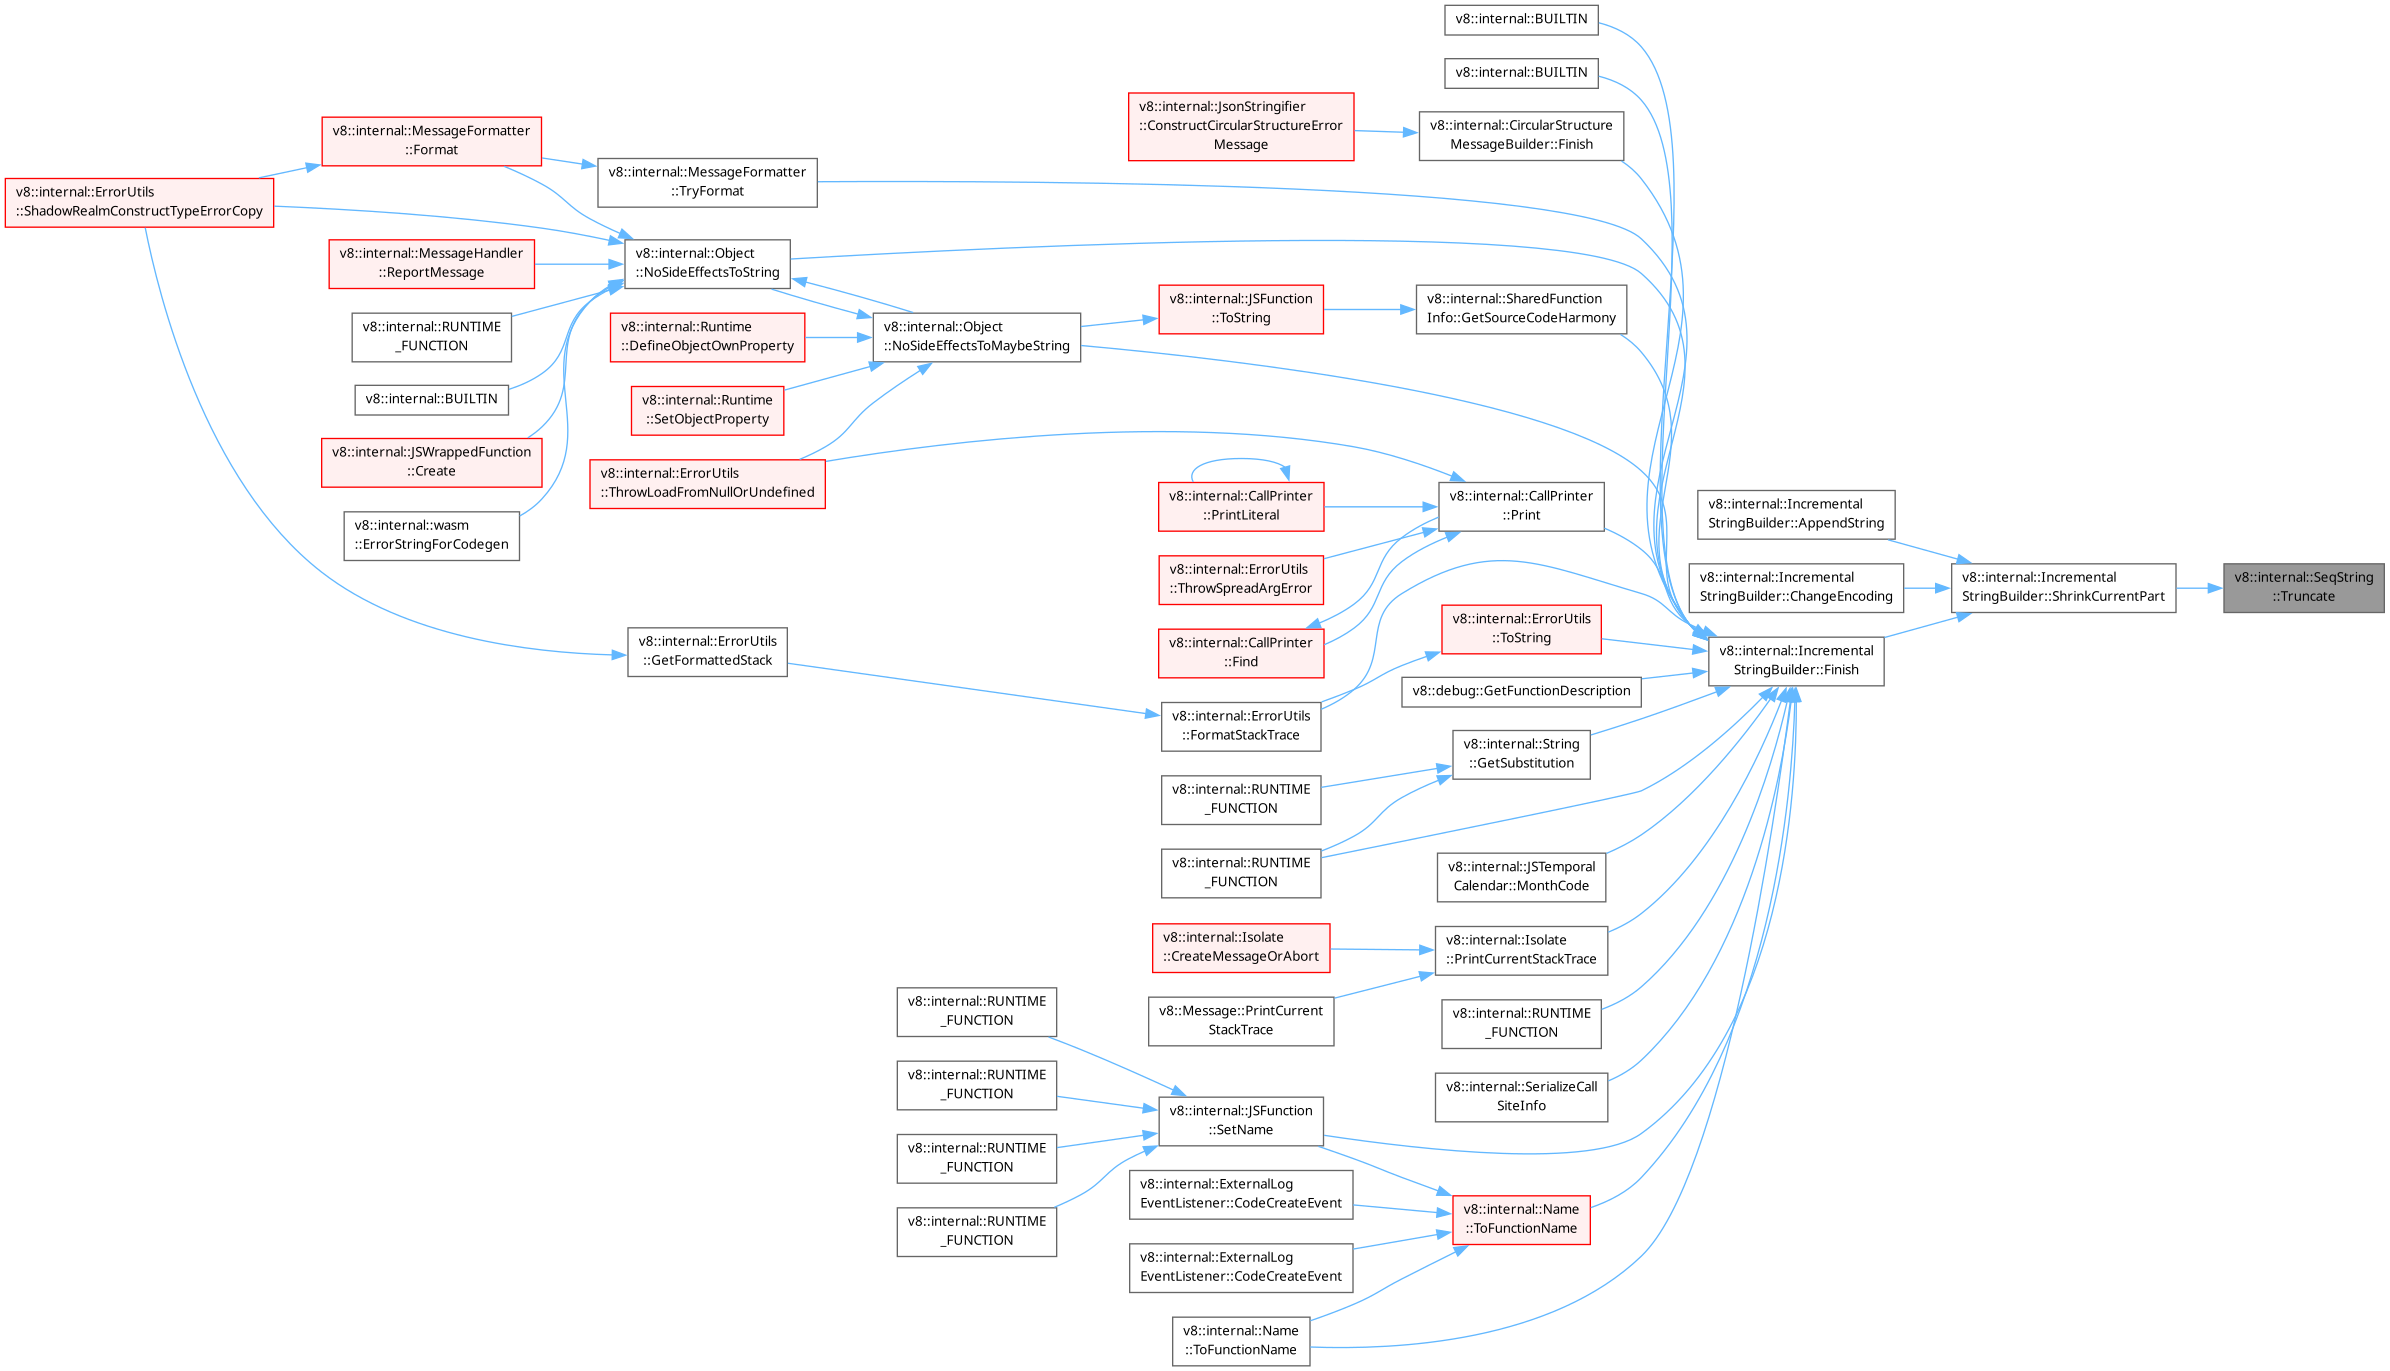 v8::internal::BUILTIN
v8::internal::BUILTIN
v8::internal::JsonStringifier
::ConstructCircularStructureError
Message
v8::internal::CircularStructure
MessageBuilder::Finish
v8::internal::MessageFormatter
::Format
v8::internal::MessageFormatter
::TryFormat
v8::internal::ErrorUtils
::ShadowRealmConstructTypeErrorCopy
v8::internal::MessageHandler
::ReportMessage
v8::internal::Object
::NoSideEffectsToString
v8::internal::RUNTIME
_FUNCTION
v8::internal::Runtime
::DefineObjectOwnProperty
v8::internal::Object
::NoSideEffectsToMaybeString
v8::internal::JSFunction
::ToString
v8::internal::SharedFunction
Info::GetSourceCodeHarmony
v8::internal::BUILTIN
v8::internal::Runtime
::SetObjectProperty
v8::internal::JSWrappedFunction
::Create
v8::internal::ErrorUtils
::ThrowLoadFromNullOrUndefined
v8::internal::wasm
::ErrorStringForCodegen
v8::internal::CallPrinter
::PrintLiteral
v8::internal::CallPrinter
::Print
v8::internal::Incremental
StringBuilder::AppendString
v8::internal::ErrorUtils
::ThrowSpreadArgError
v8::internal::Incremental
StringBuilder::ChangeEncoding
v8::internal::Incremental
StringBuilder::ShrinkCurrentPart
v8::internal::SeqString
::Truncate
v8::internal::ErrorUtils
::GetFormattedStack
v8::internal::CallPrinter
::Find
v8::internal::ErrorUtils
::ToString
v8::internal::Incremental
StringBuilder::Finish
v8::debug::GetFunctionDescription
v8::internal::ErrorUtils
::FormatStackTrace
v8::internal::String
::GetSubstitution
v8::internal::RUNTIME
_FUNCTION
v8::internal::RUNTIME
_FUNCTION
v8::internal::JSTemporal
Calendar::MonthCode
v8::internal::Isolate
::CreateMessageOrAbort
v8::internal::Isolate
::PrintCurrentStackTrace
v8::internal::RUNTIME
_FUNCTION
v8::Message::PrintCurrent
StackTrace
v8::internal::RUNTIME
_FUNCTION
v8::internal::RUNTIME
_FUNCTION
v8::internal::JSFunction
::SetName
v8::internal::SerializeCall
SiteInfo
v8::internal::RUNTIME
_FUNCTION
v8::internal::ExternalLog
EventListener::CodeCreateEvent
v8::internal::Name
::ToFunctionName
v8::internal::RUNTIME
_FUNCTION
v8::internal::ExternalLog
EventListener::CodeCreateEvent
v8::internal::Name
::ToFunctionName